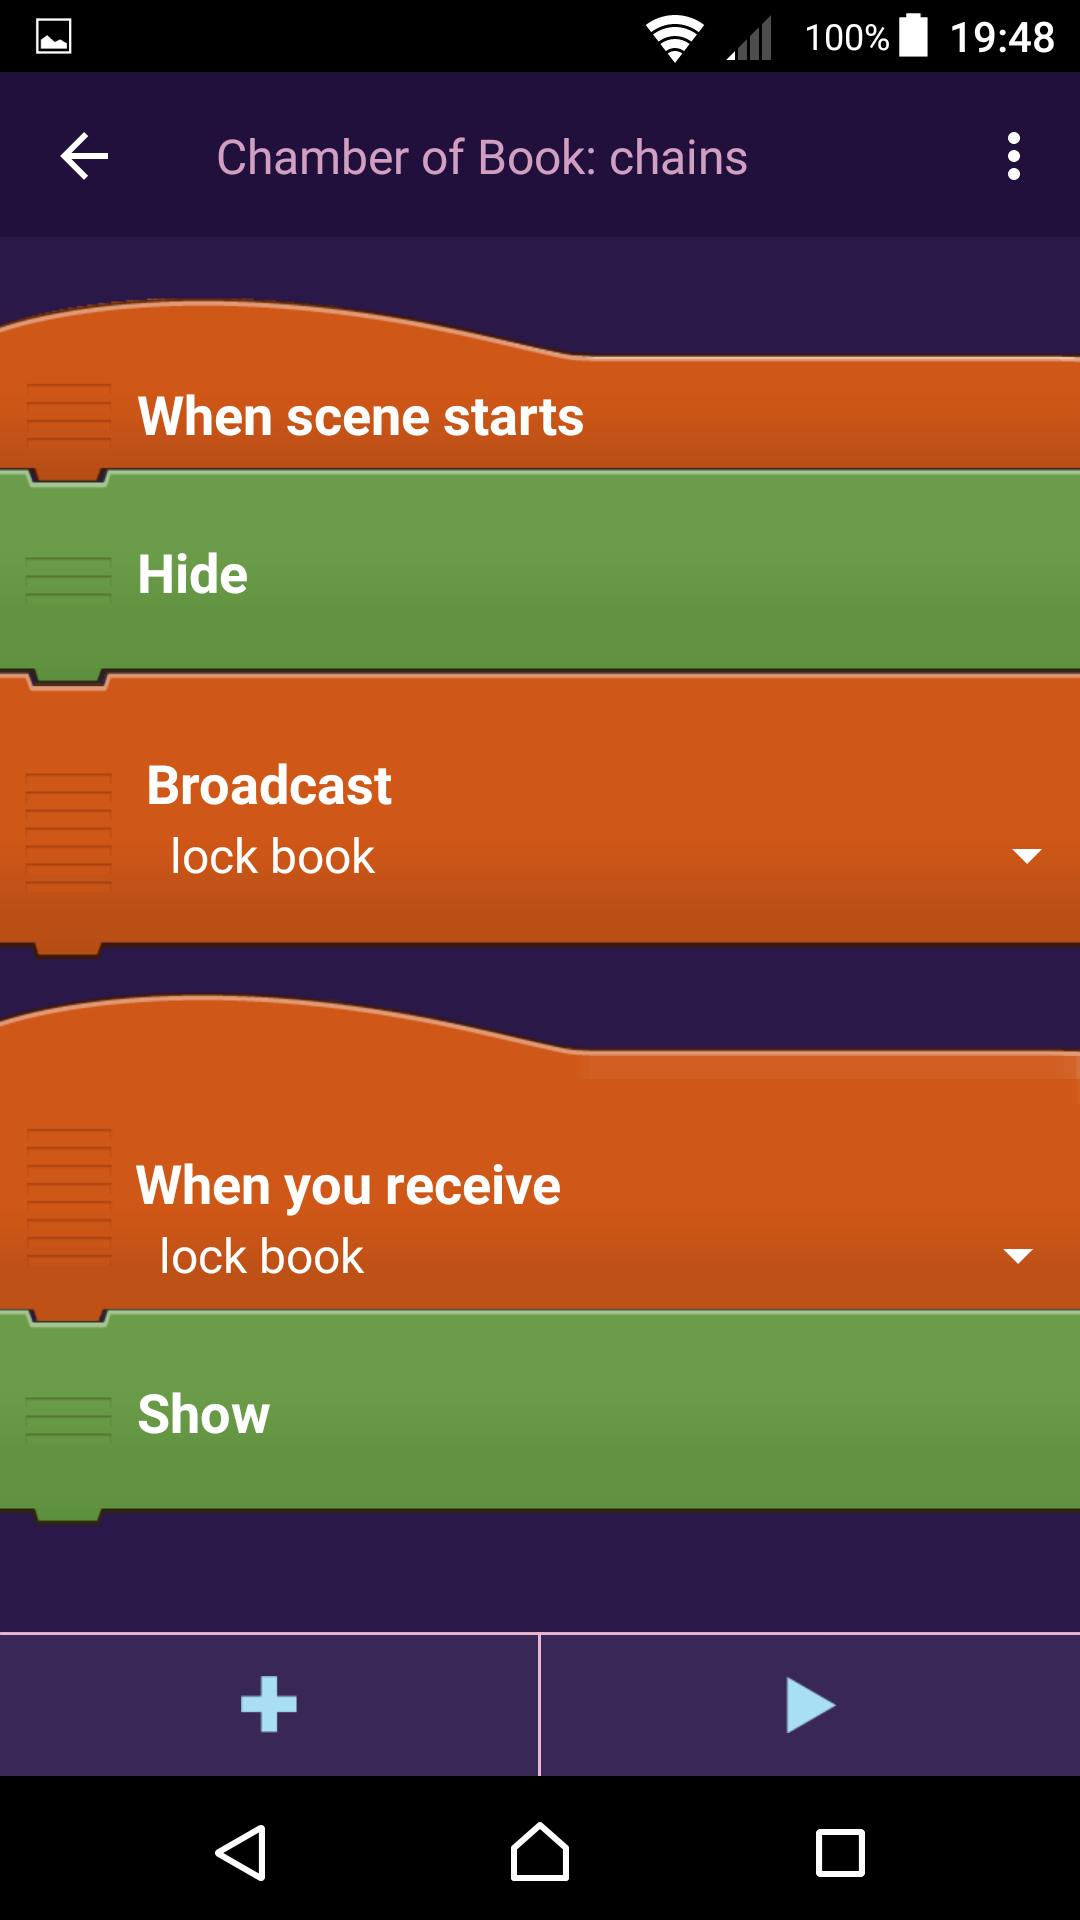 100% 19:48
Chamber of Book: chains
When scene starts
Hide
Broadcast
lock book
When you receive
lock book
Show